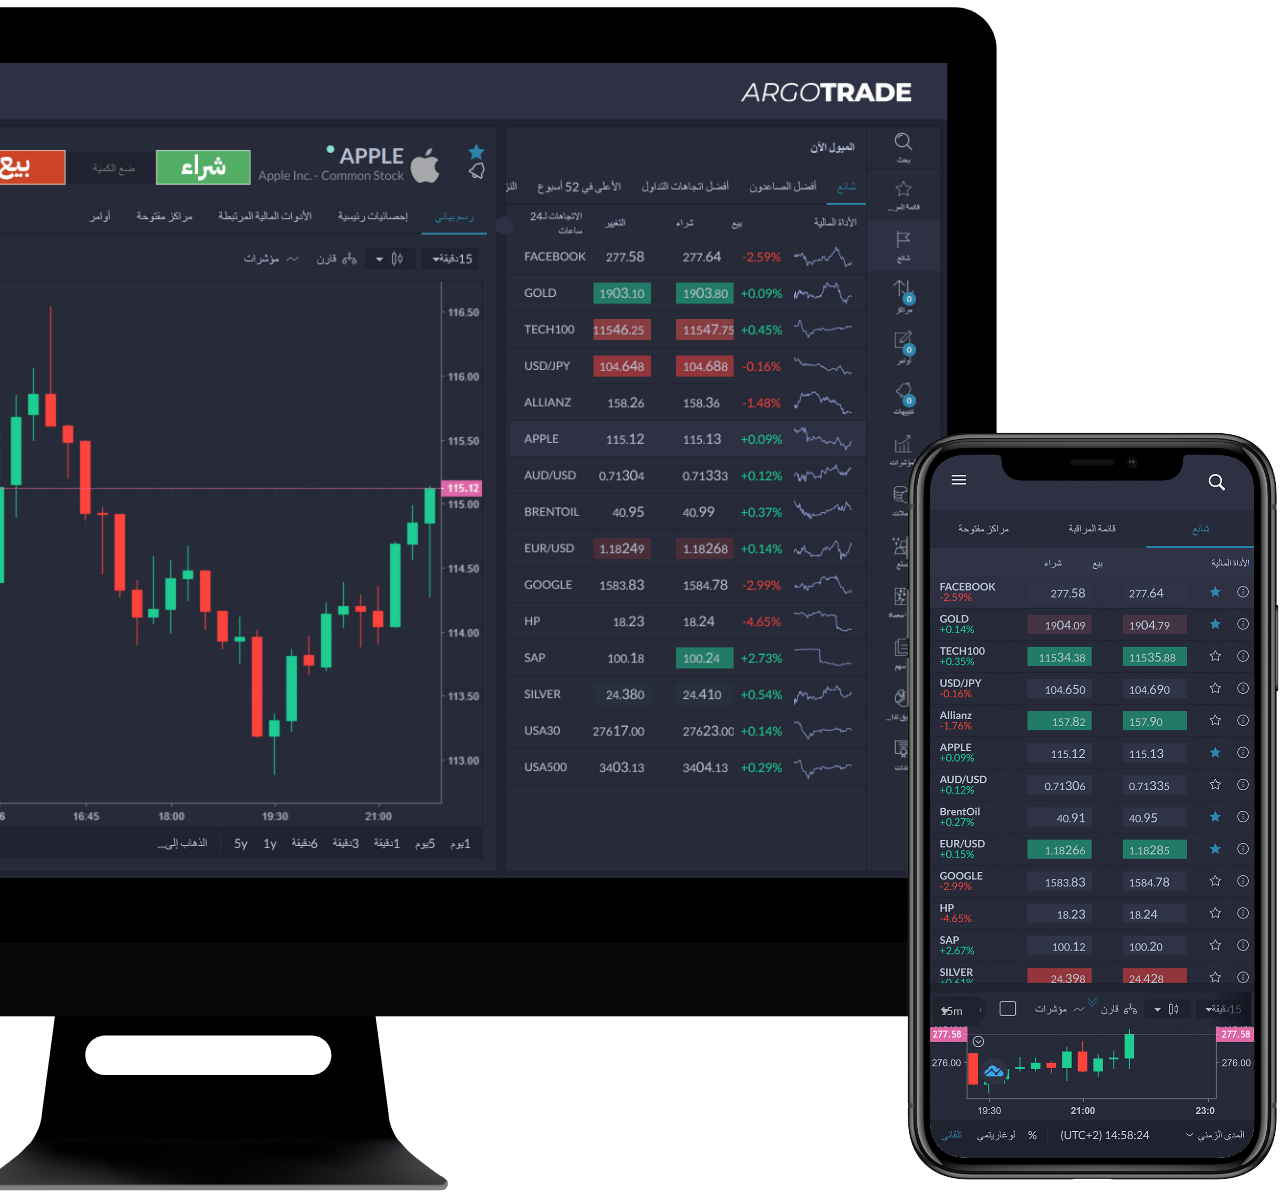 ARGOTRADE
بيع
ضع الكمية
شراء
APPLE
Apple Inc. - Common Stock
رسم بياني
إحصائيات رئيسية
الأدوات المالية المرتبطة
مراكز مفتوحة
أوامر
15دقيقة
قارن
مؤشرات
116.50
116.00
115.50
115.12
115.00
114.50
114.00
113.50
113.00
16:45 18:00 19:30 21:00
1يوم 5يوم 1دقيقة 3دقيقة 6دقيقة 1y 5y
الذهاب إلى...
الميول الأن
شائع
أفضل الصاعدون
أفضل اتجاهات التداول
الأعلى في 52 أسبوع
النز
الأداة المالية
بيع
شراء
التغيير
الاتجاهات لـ24
ساعات
FACEBOOK 277.58 277.64 -2.59%
GOLD 1903.10 1903.80 +0.09%
TECH100 11546.25 11547.75 +0.45%
USD/JPY 104.648 104.688 -0.16%
ALLIANZ 158.26 158.36 -1.48%
APPLE 115.12 115.13 +0.09%
AUD/USD 0.71304 0.71333 +0.12%
BRENTOIL 40.95 40.99 +0.37%
EUR/USD 1.18249 1.18268 +0.14%
GOOGLE 1583.83 1584.78 -2.99%
HP 18.23 18.24 -4.65%
SAP 100.18 100.24 +2.73%
SILVER 24.380 24.410 +0.54%
USA30 27617.00 27623.00 +0.14%
USA500 3403.13 3404.13 +0.29%
بحث
قائمة المر...
شائع
0
مراكز
0
أوامر
0
تنبيهات
شائع
قائمة المراقبة
مراكز مفتوحة
الأداة المالية
بيع
شراء
FACEBOOK
-2.59%
277.58 277.64
GOLD
+0.14%
1904.09 1904.79
TECH100
+0.35%
11534.38 11535.88
USD/JPY
-0.16%
104.650 104.690
Allianz
-1.76%
157.82 157.90
APPLE
+0.09%
115.12 115.13
AUD/USD
+0.12%
0.71306 0.71335
BrentOil
+0.27%
40.91 40.95
EUR/USD
+0.15%
1.18266 1.18285
GOOGLE
-2.99%
1583.83 1584.78
HP
-4.65%
18.23 18.24
SAP
+2.67%
100.12 100.20
SILVER
+0.61%
24.398 24.428
15دقيقة
قارن
مؤشرات
277.58 277.58
276.00 276.00
19:30 21:00 23:0
المدى الزمني
14:58:24 (UTC+2)
%
لوغاريتمي
تلقائي